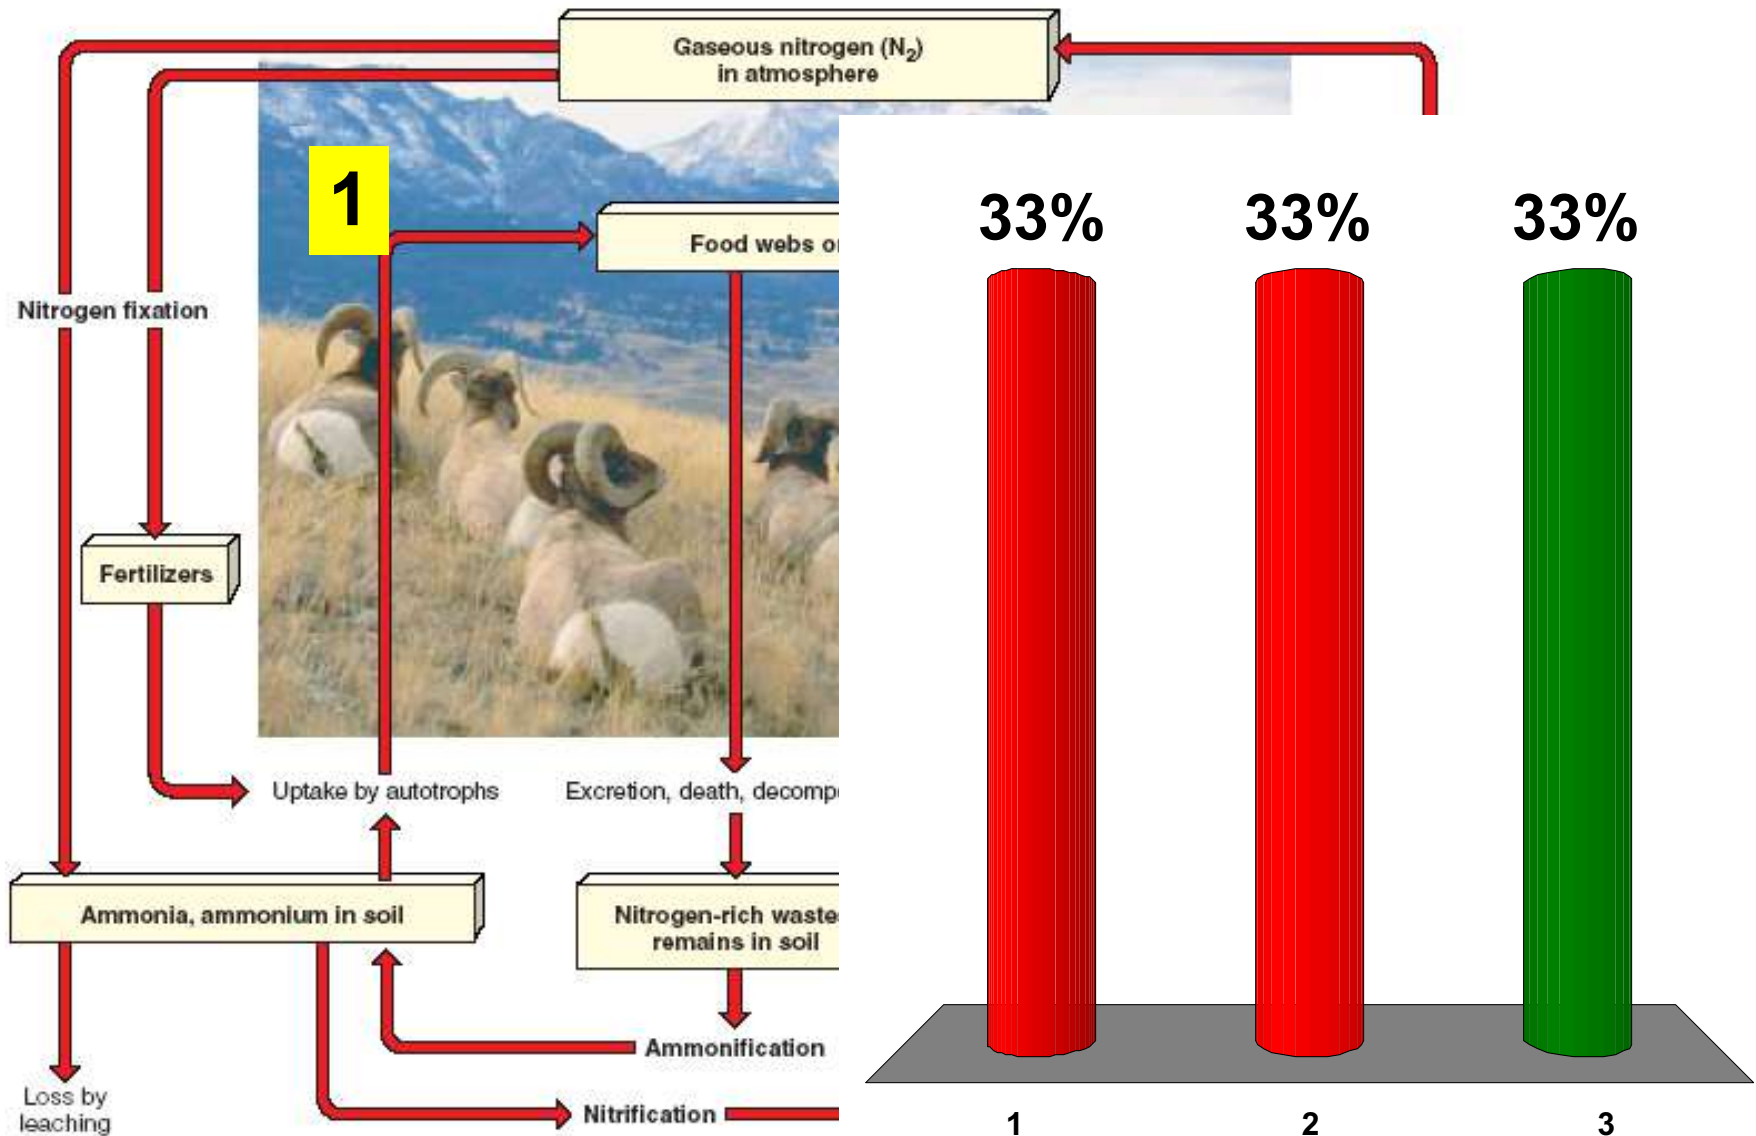 Gaseous nitrogen (N₂)
in atmosphere
1
Food webs o
Nitrogen fixation
Fertilizers
Uptake by autotrophs
Excretion, death, decomp
Ammonia, ammonium in soil
Nitrogen-rich waste
remains in soil
Ammonification
Loss by
leaching
Nitrification
33%
33%
33%
1
2
3